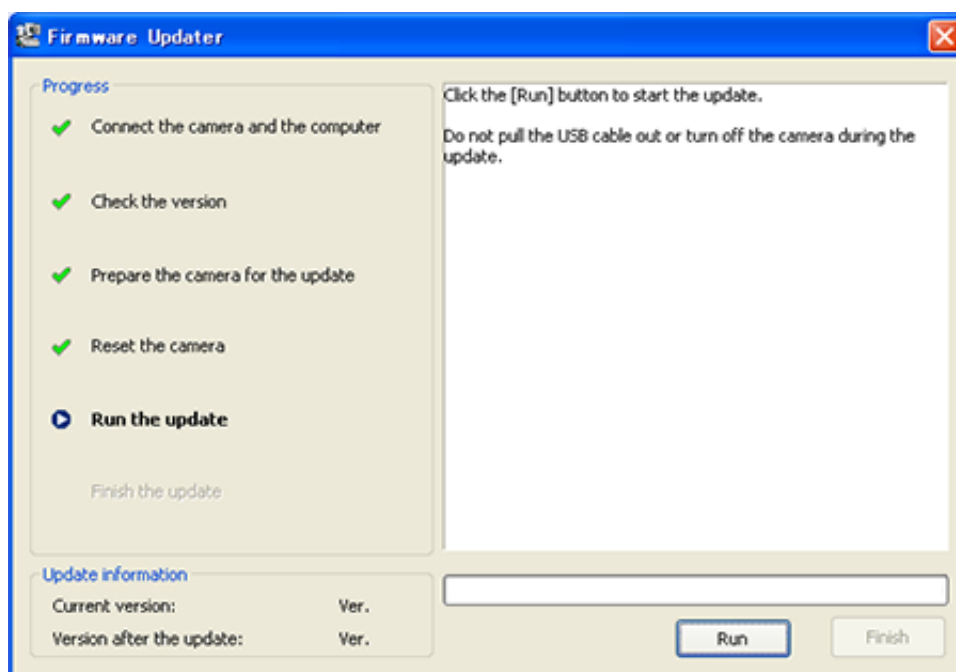 Firmware Updater
Progress
Connect the camera and the computer
Check the version
Prepare the camera for the update
Reset the camera
Run the update
Finish the update
Click the [Run] button to start the update.
Do not pull the USB cable out or turn off the camera during the
update.
Update information
Current version: Ver.
Version after the update: Ver.
Run Finish